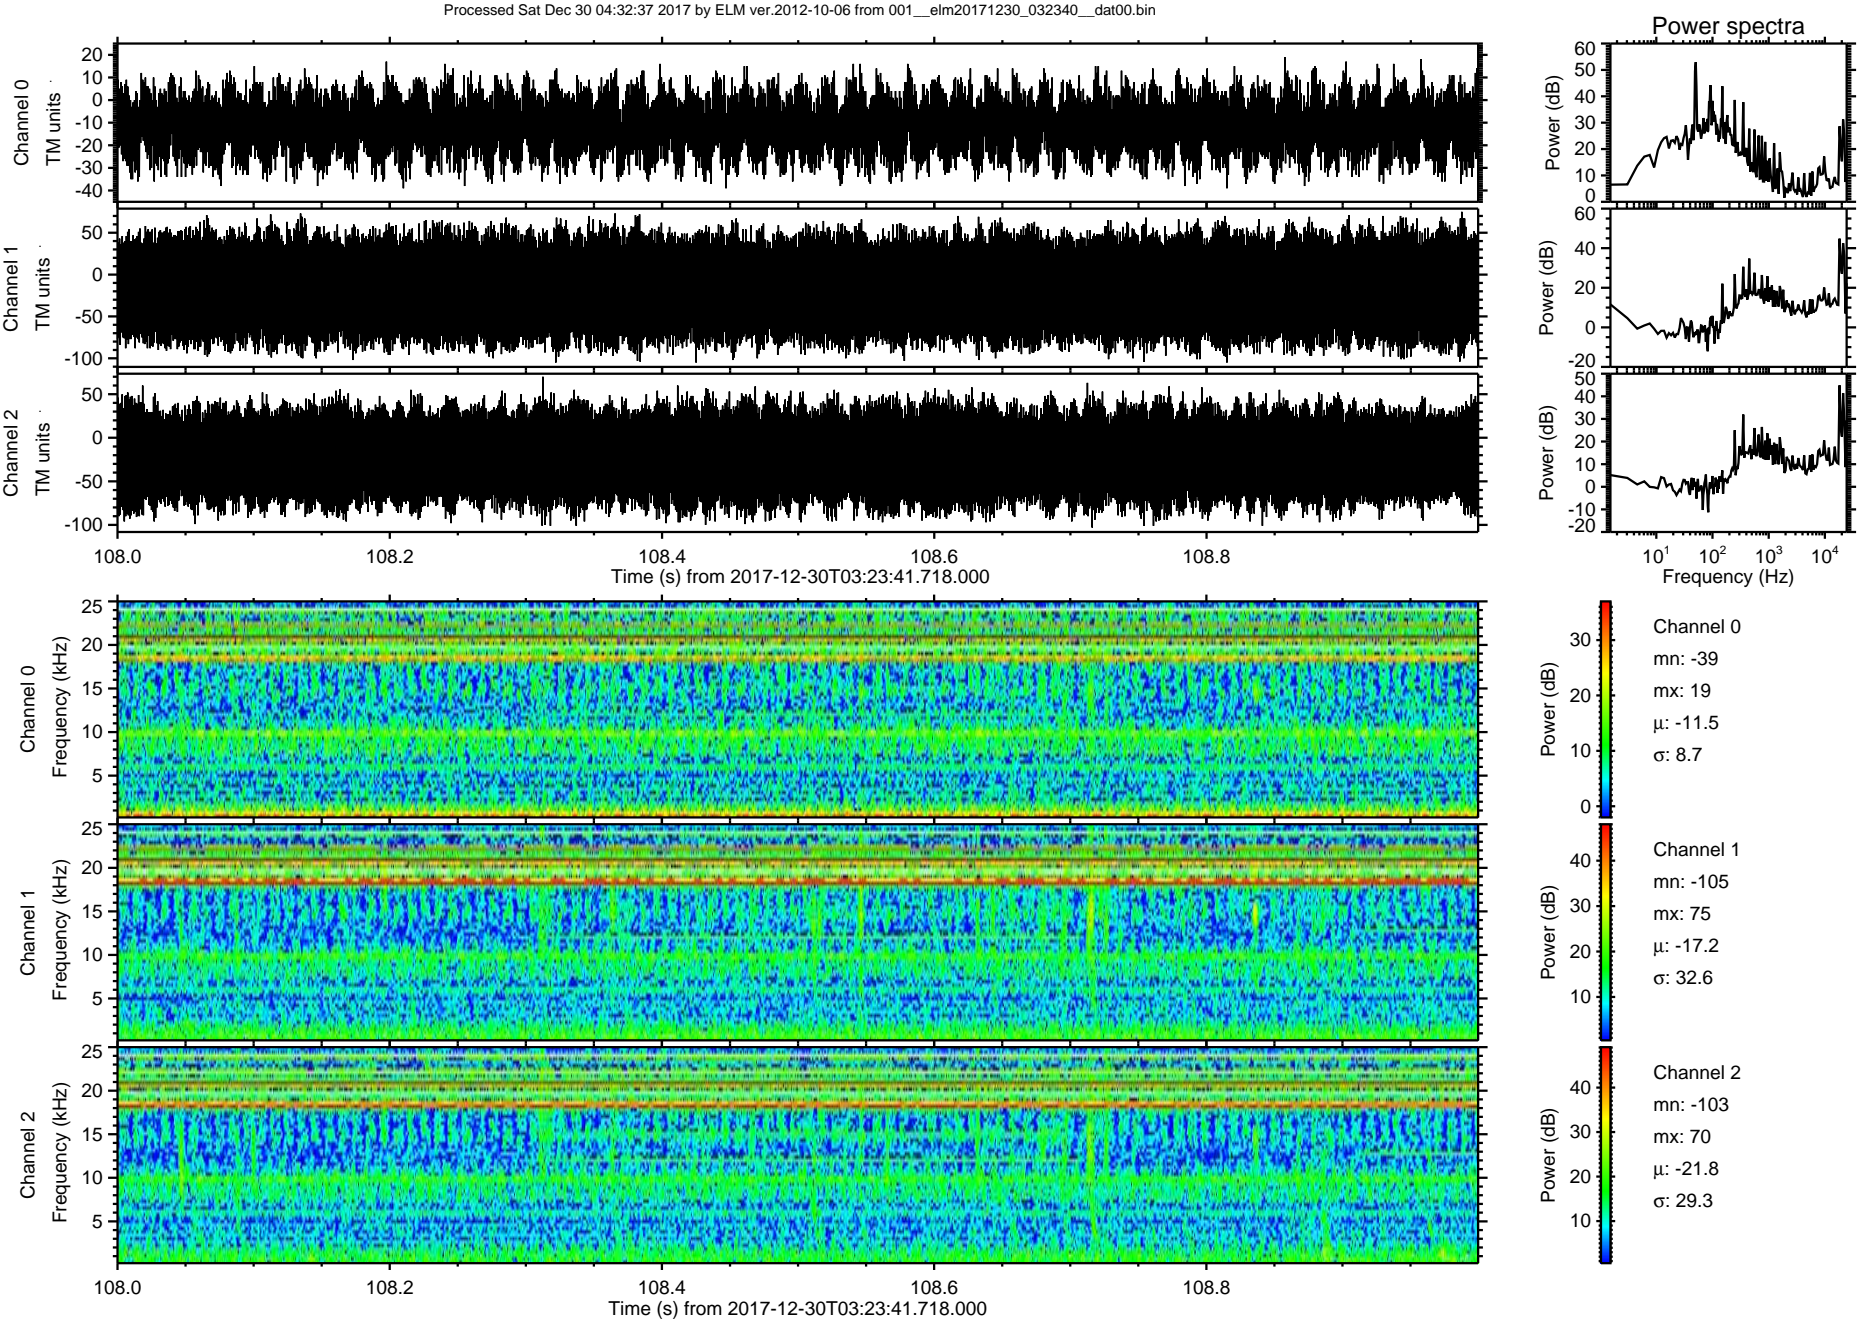 Processed Sat Dec 30 04:32:37 2017 by ELM ver.2012-10-06 from 001__elm20171230_032340__dat00.bin
Power spectra
Channel 0
TM units
20
10
0
-10
-20
-30
-40
Power (dB)
60
50
40
30
20
10
0
Channel 1
TM units
50
0
-50
-100
Power (dB)
60
40
20
0
-20
Channel 2
TM units
50
0
-50
-100
Power (dB)
50
40
30
20
10
0
-10
-20
108.0 108.2 108.4 108.6 108.8
Time (s) from 2017-12-30T03:23:41.718.000
10^1 10^2 10^3 10^4
Frequency (Hz)
Channel 0
Frequency (kHz)
25
20
15
10
5
Power (dB)
30
20
10
0
Channel 0
mn: -39
mx: 19
μ: -11.5
σ: 8.7
Channel 1
Frequency (kHz)
25
20
15
10
5
Power (dB)
40
30
20
10
Channel 1
mn: -105
mx: 75
μ: -17.2
σ: 32.6
Channel 2
Frequency (kHz)
25
20
15
10
5
Power (dB)
40
30
20
10
Channel 2
mn: -103
mx: 70
μ: -21.8
σ: 29.3
108.0 108.2 108.4 108.6 108.8
Time (s) from 2017-12-30T03:23:41.718.000